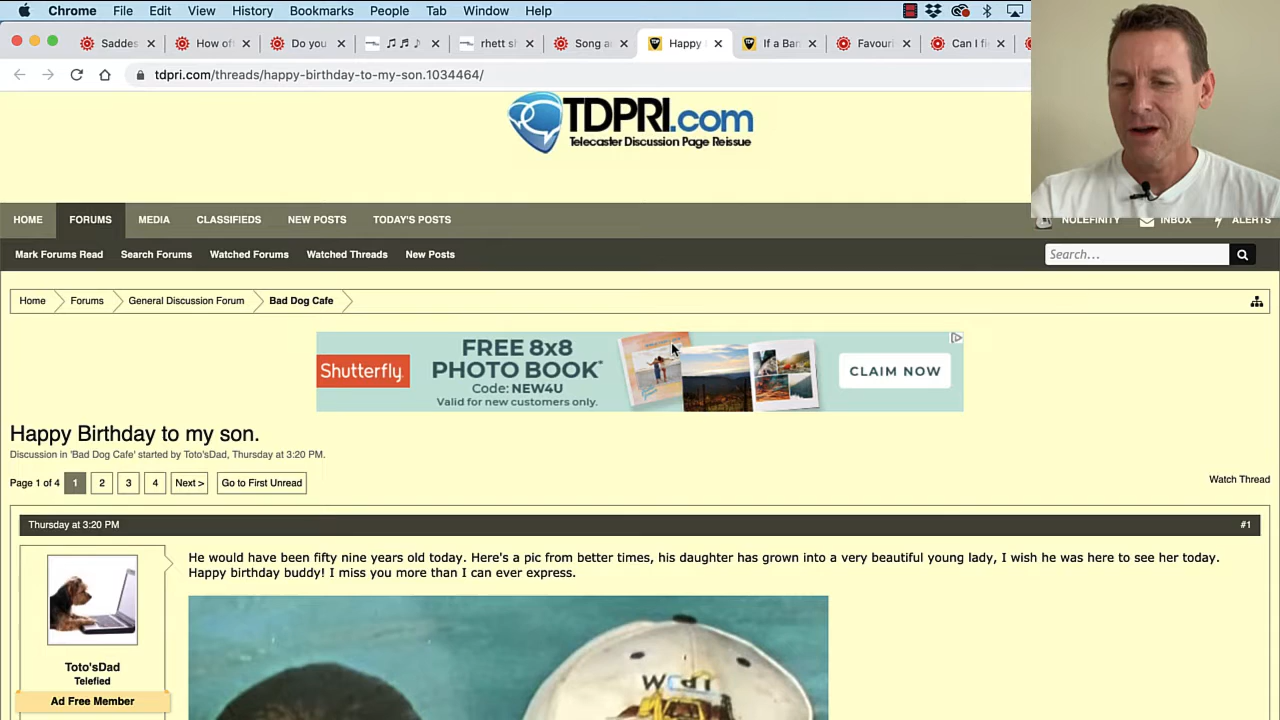 Chrome File Edit View History Bookmarks People Tab Window Help
Saddes How of Do you rhett sh Song a Happy If a Bar Favouri Can I fi
tdpri.com/threads/happy-birthday-to-my-son.1034464/
TDPRI.com
Telecaster Discussion Page Reissue
HOME FORUMS MEDIA CLASSIFIEDS NEW POSTS TODAY'S POSTS NOLEFINITY INBOX ALERTS
Mark Forums Read Search Forums Watched Forums Watched Threads New Posts Search...
Home Forums General Discussion Forum Bad Dog Cafe
Shutterfly.
FREE 8x8
PHOTO BOOK*
Code: NEW4U
Valid for new customers only.
CLAIM NOW
Happy Birthday to my son.
Discussion in 'Bad Dog Cafe' started by Toto'sDad, Thursday at 3:20 PM.
Page 1 of 4 1 2 3 4 Next > Go to First Unread Watch Thread
Thursday at 3:20 PM #1
He would have been fifty nine years old today. Here's a pic from better times, his daughter has grown into a very beautiful young lady, I wish he was here to see her today.
Happy birthday buddy! I miss you more than I can ever express.
Toto'sDad
Telefied
Ad Free Member